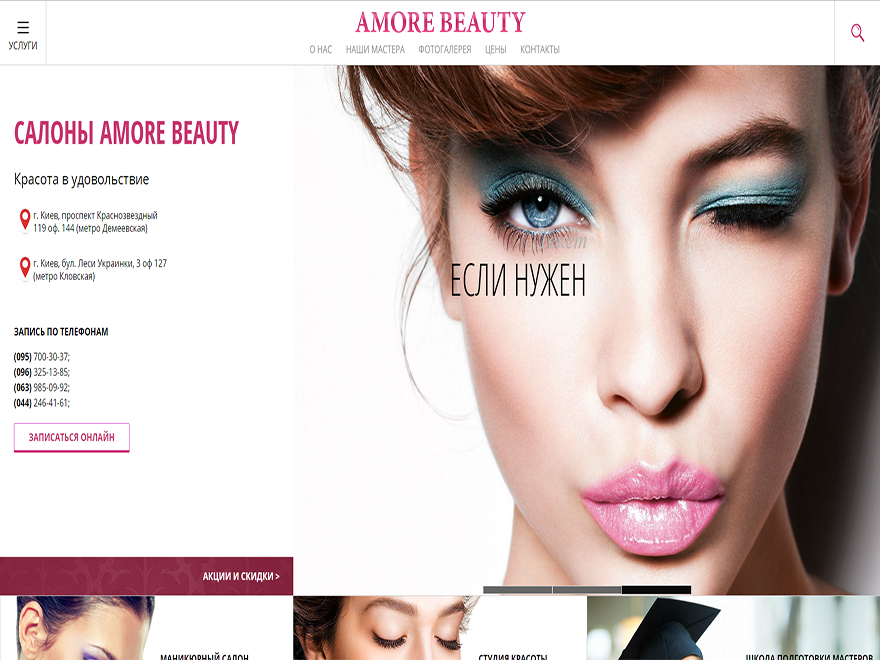 УСЛУГИ
AMORE BEAUTY
О НАС НАШИ МАСТЕРА ФОТОГАЛЕРЕЯ ЦЕНЫ КОНТАКТЫ
САЛОНЫ AMORE BEAUTY
Красота в удовольствие
г. Киев, проспект Краснозвездный
119 оф. 144 (метро Демеевская)
г. Киев, бул. Леси Украинки, 3 оф 127
(метро Кловская)
ЗАПИСЬ ПО ТЕЛЕФОНАМ
(095) 700-30-37;
(096) 325-13-85;
(063) 985-09-92;
(044) 246-41-61;
ЗАПИСАТЬСЯ ОНЛАЙН
ЕСЛИ НУЖЕН
АКЦИИ И СКИДКИ >
МАНИКЮРНЫЙ САЛОН
СТУДИЯ КРАСОТЫ
ШКОЛА ПОДГОТОВКИ МАСТЕРОВ